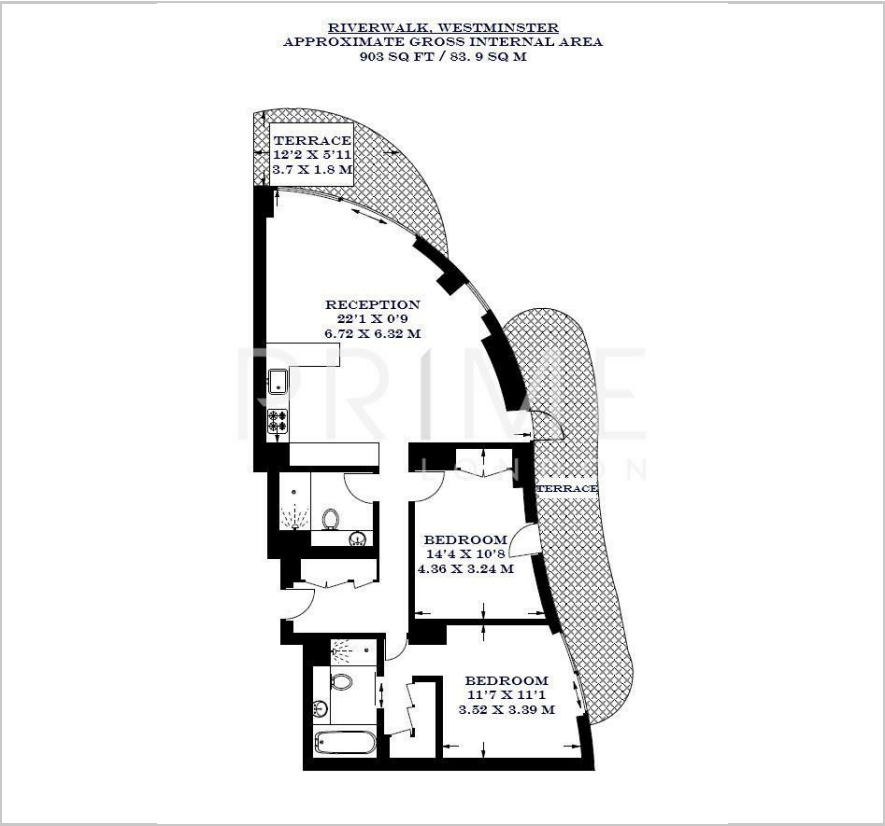 RIVERWALK, WESTMINSTER
APPROXIMATE GROSS INTERNAL AREA
903 SQ FT / 83. 9 SQ M
TERRACE
12'2 X 5'11
3.7 X 1.8 M
RECEPTION
22'1 X 0'9
6.72 X 6.32 M
PRIME
LONDON
TERRACE
BEDROOM
14'4 X 10'8
4.36 X 3.24 M
BEDROOM
11'7 X 11'1
3.52 X 3.39 M